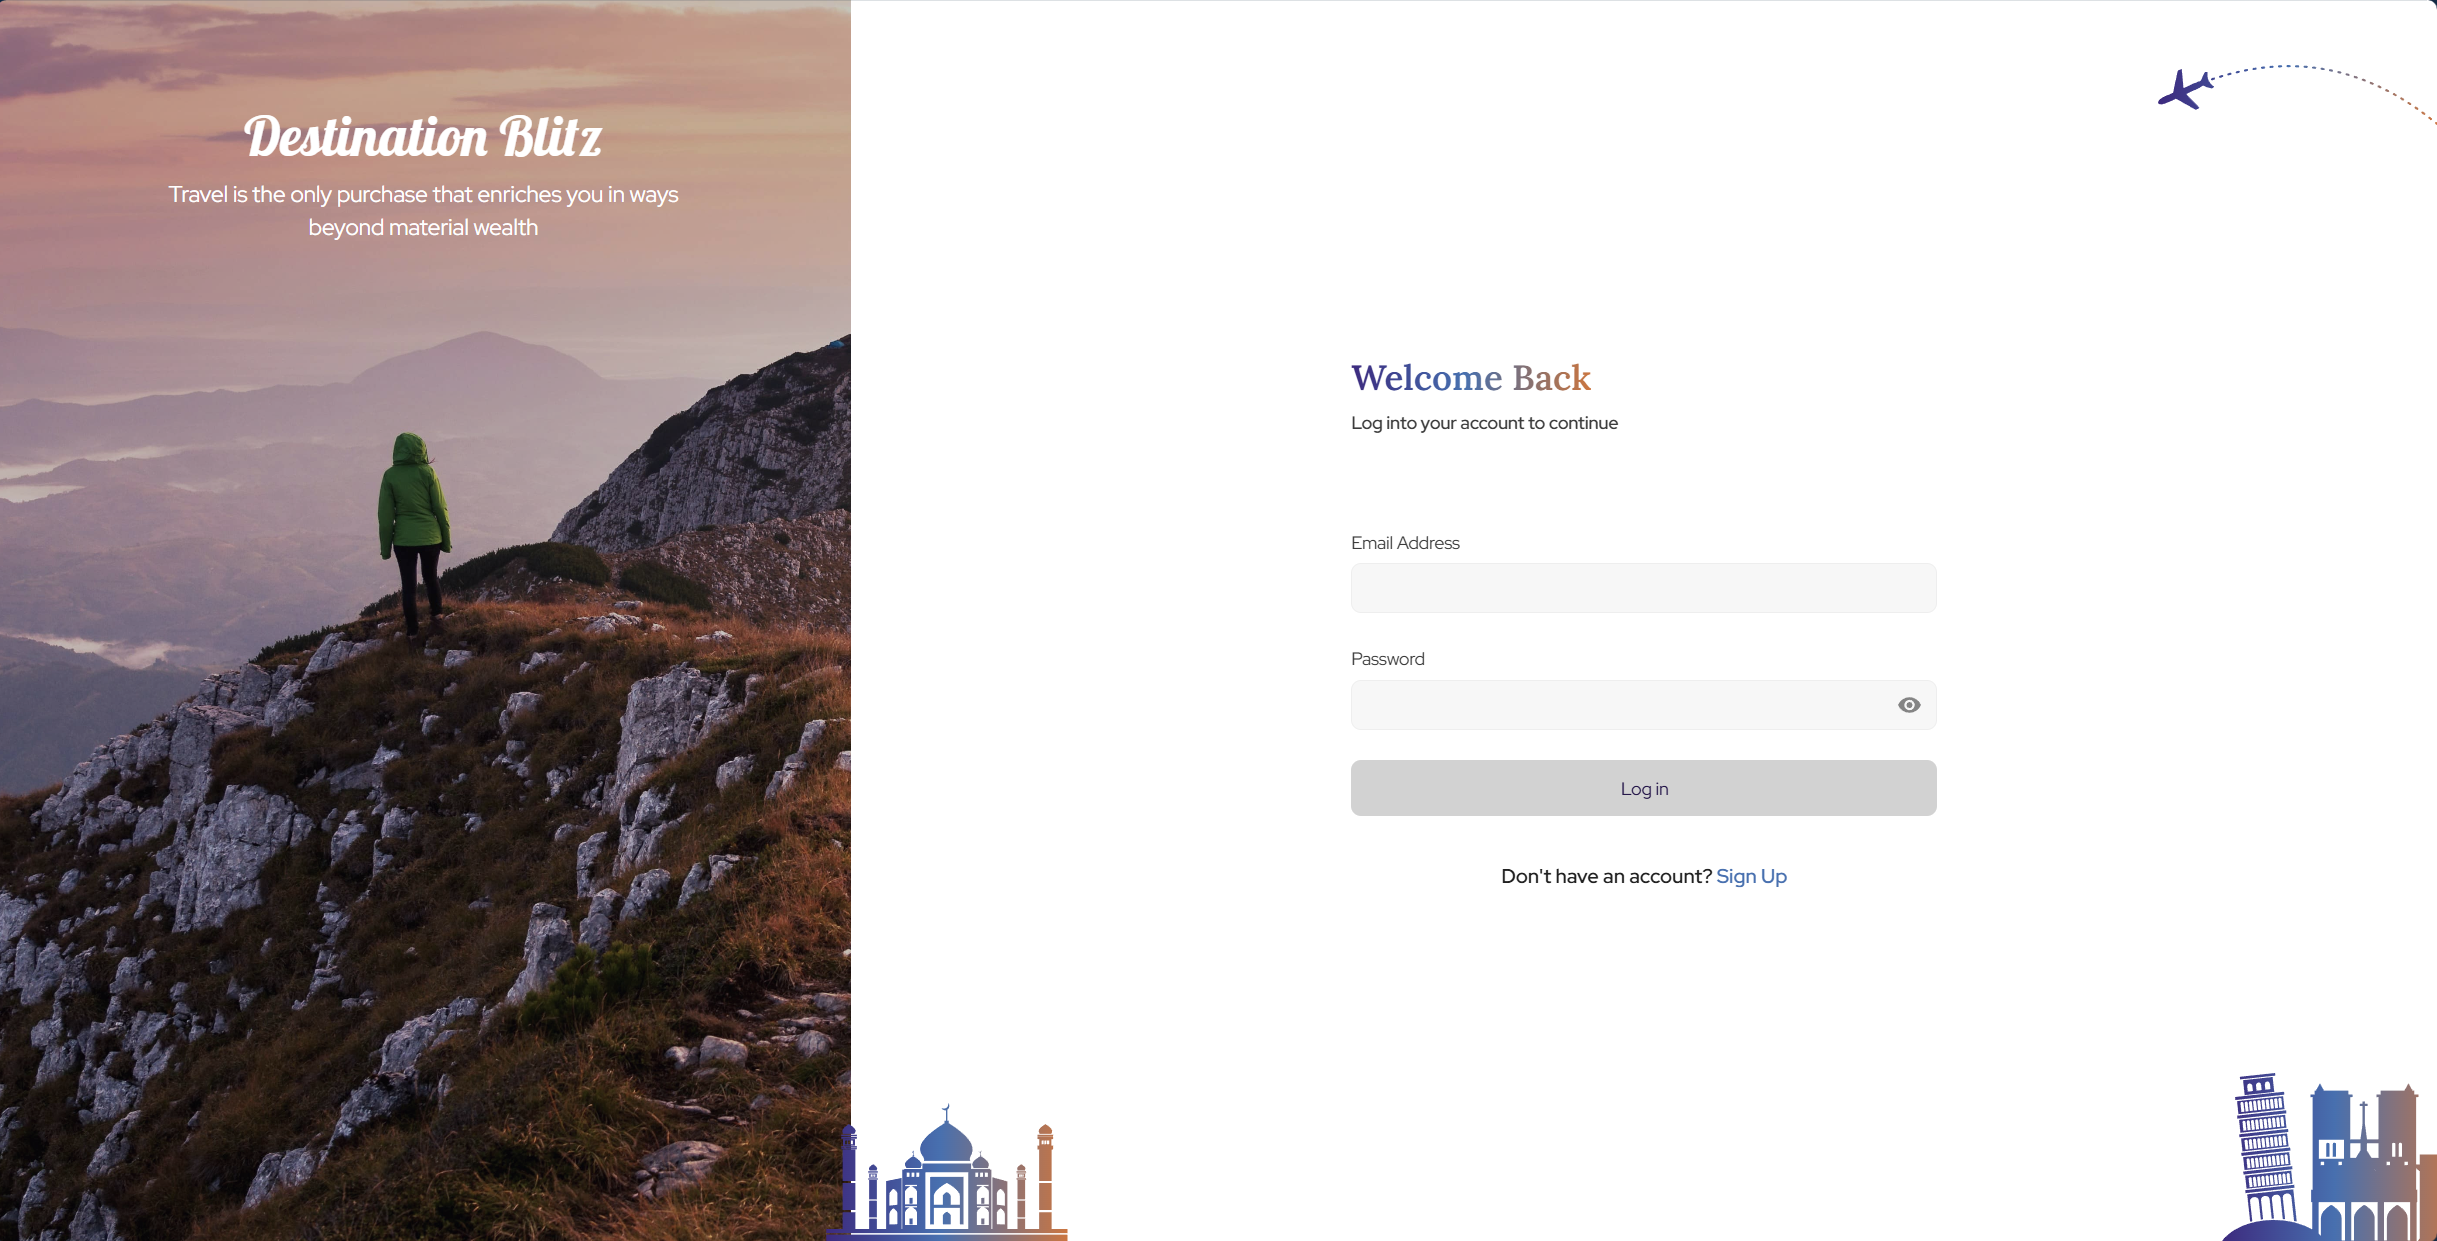 Destination Blitz
Travel is the only purchase that enriches you in ways
beyond material wealth
Welcome Back
Log into your account to continue
Email Address
Password
Log in
Don't have an account? Sign Up